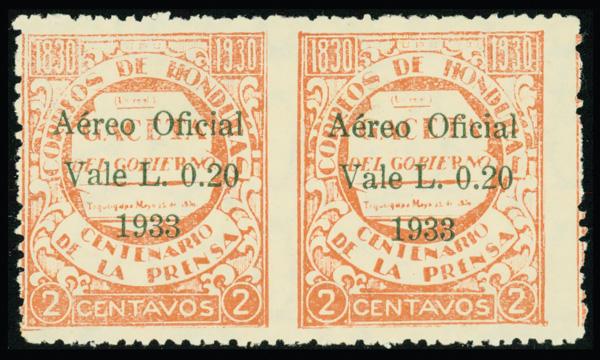 1830 1930
CORREOS DE HONDURAS
GACETA
DEL GOBIERNO
Aéreo Oficial
Vale L. 0.20
1933
CENTENARIO
DE LA PRENSA
2 CENTAVOS 2
1830 1930
CORREOS DE HONDURAS
GACETA
DEL GOBIERNO
Aéreo Oficial
Vale L. 0.20
1933
CENTENARIO
DE LA PRENSA
2 CENTAVOS 2